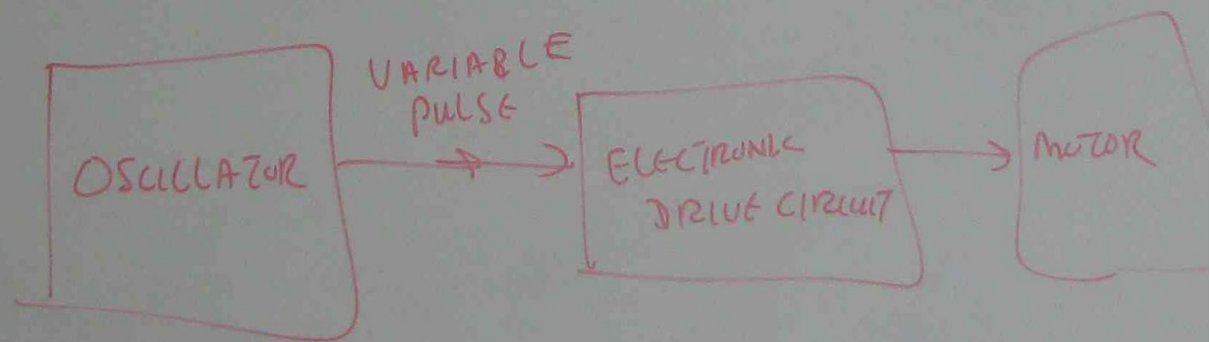 OSCILLATOR
VARIABLE
PULSE
ELECTRONIC
DRIVE CIRCUIT
MOTOR